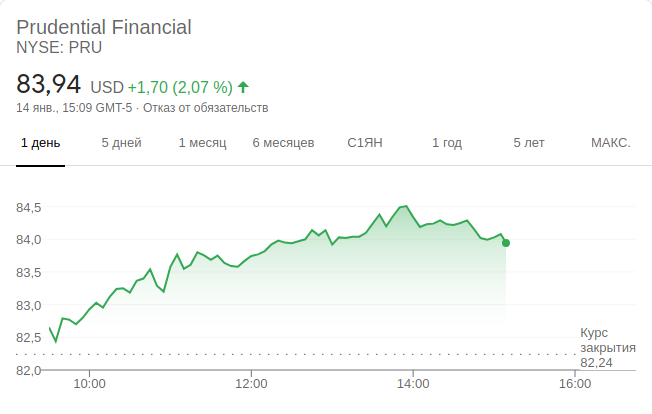 Prudential Financial
NYSE: PRU
83,94 USD +1,70 (2,07 %)
14 янв., 15:09 GMT-5 · Отказ от обязательств
1 день 5 дней 1 месяц 6 месяцев С1ЯН 1 год 5 лет МАКС.
84,5
84,0
83,5
83,0
82,5
Курс
закрытия
82,24
82,0
10:00 12:00 14:00 16:00